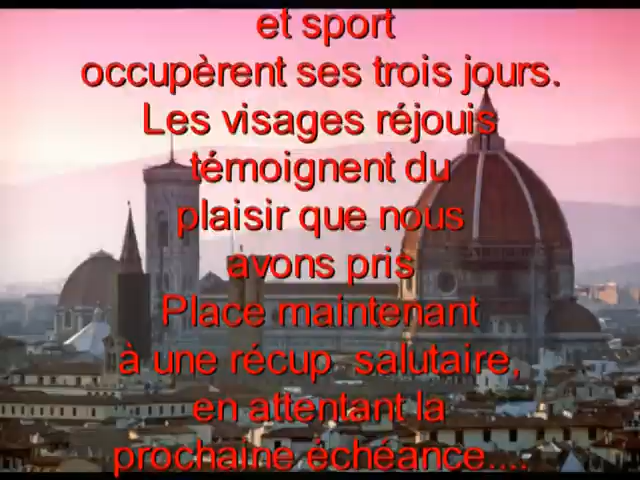 et sport
occupèrent ses trois jours.
Les visages réjouis
témoignent du
plaisir que nous
avons pris
Place maintenant
à une récup salutaire,
en attentant la
prochaine échéance....